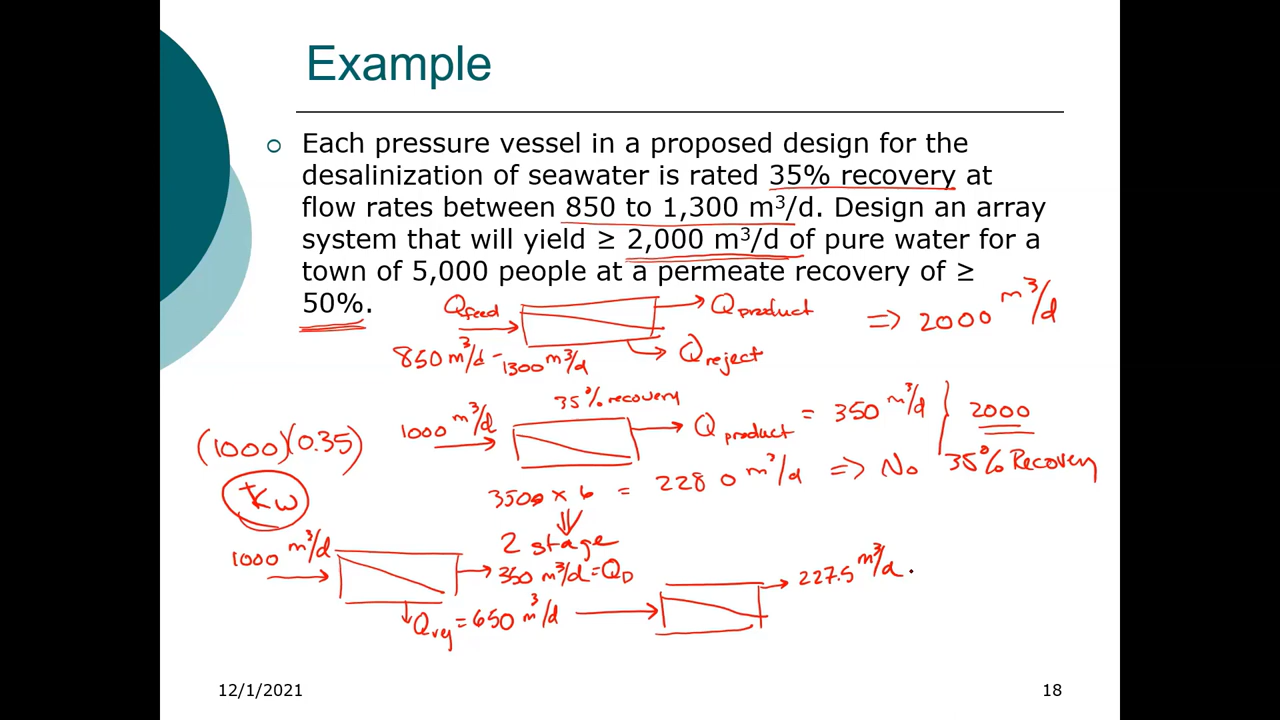 Example
Each pressure vessel in a proposed design for the
desalinization of seawater is rated 35% recovery at
flow rates between 850 to 1,300 m³/d. Design an array
system that will yield ≥ 2,000 m³/d of pure water for a
town of 5,000 people at a permeate recovery of ≥
50%.
Qfeed
Qproduct
=> 2000 m³/d
850 m³/d - 1300 m³/d
Qreject
35% recovery
1000 m³/d
Qproduct = 350 m³/d } 2000
(1000)(0.35)
35% Recovery
3500 x 6 = 2280 m³/d => No
Kw
2 stage
1000 m³/d
350 m³/d = Qp
227.5 m³/d
Qrej = 650 m³/d
12/1/2021
18